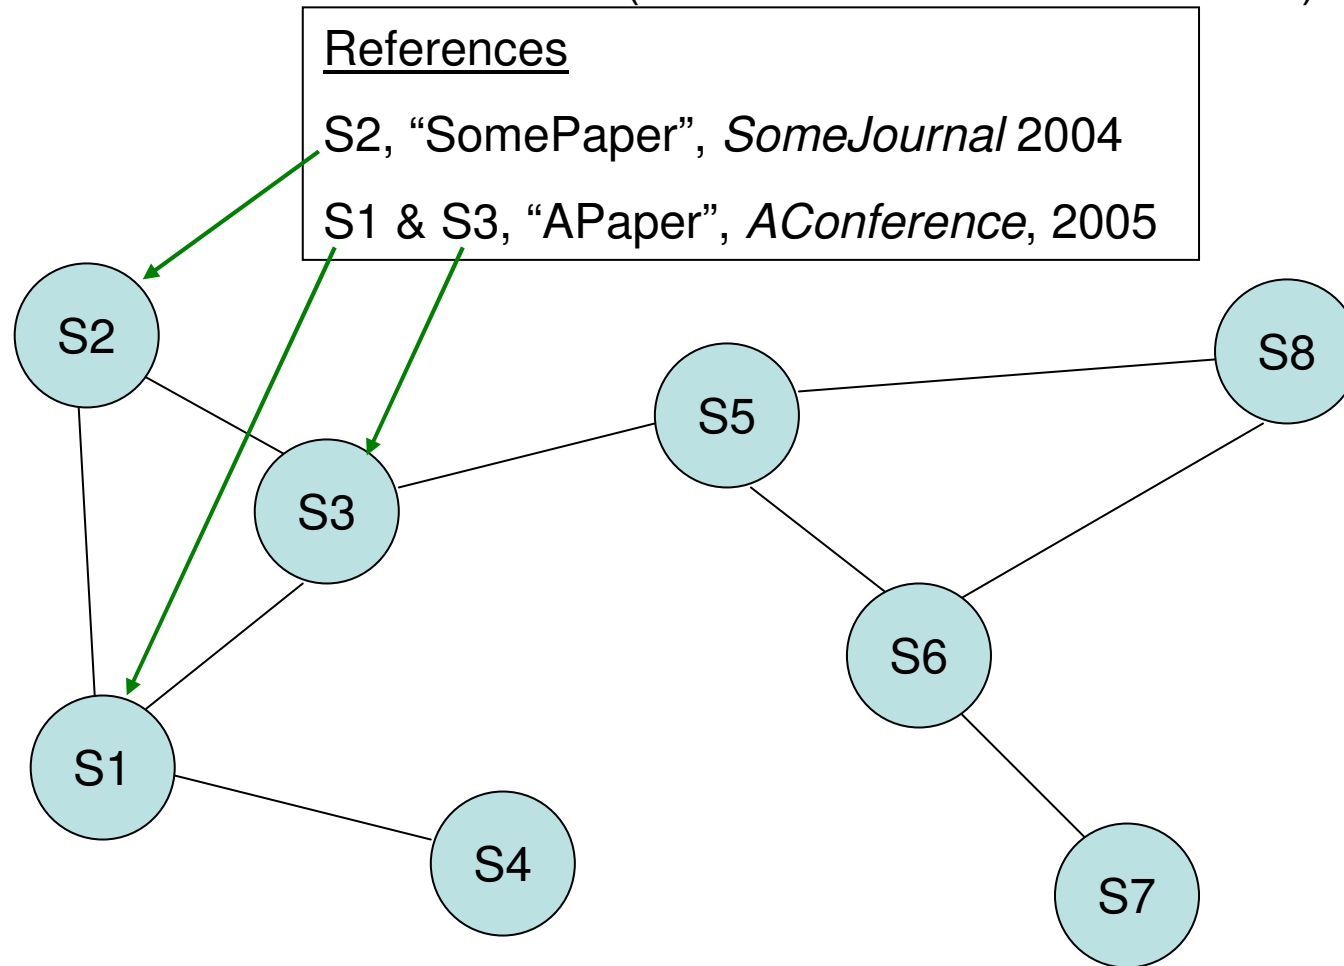 References
S2, “SomePaper”, SomeJournal 2004
S1 & S3, “APaper”, AConference, 2005
S2
S8
S5
S3
S6
S1
S4
S7